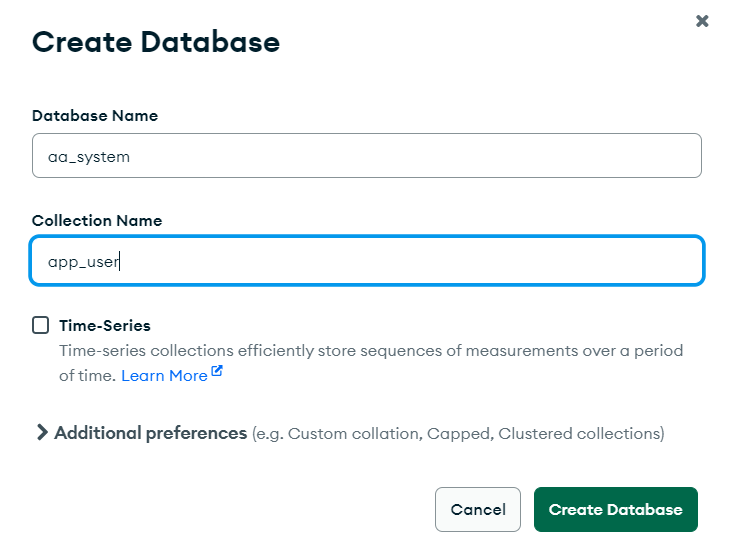 Create Database
Database Name
aa_system
Collection Name
app_user
Time-Series
Time-series collections efficiently store sequences of measurements over a period
of time. Learn More
Additional preferences (e.g. Custom collation, Capped, Clustered collections)
Cancel
Create Database